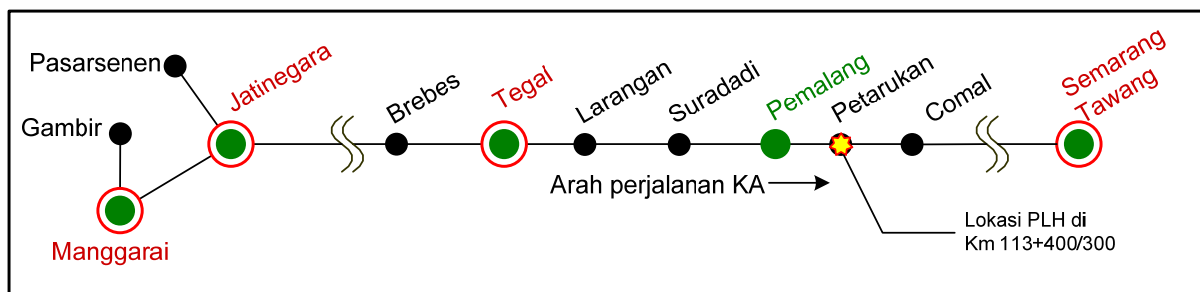 Pasarsenen
Gambir
Manggarai
Jatinegara
Brebes
Tegal
Larangan
Suradadi
Pemalang
Petarukan
Comal
Semarang
Tawang
Arah perjalanan KA
Lokasi PLH di
Km 113+400/300